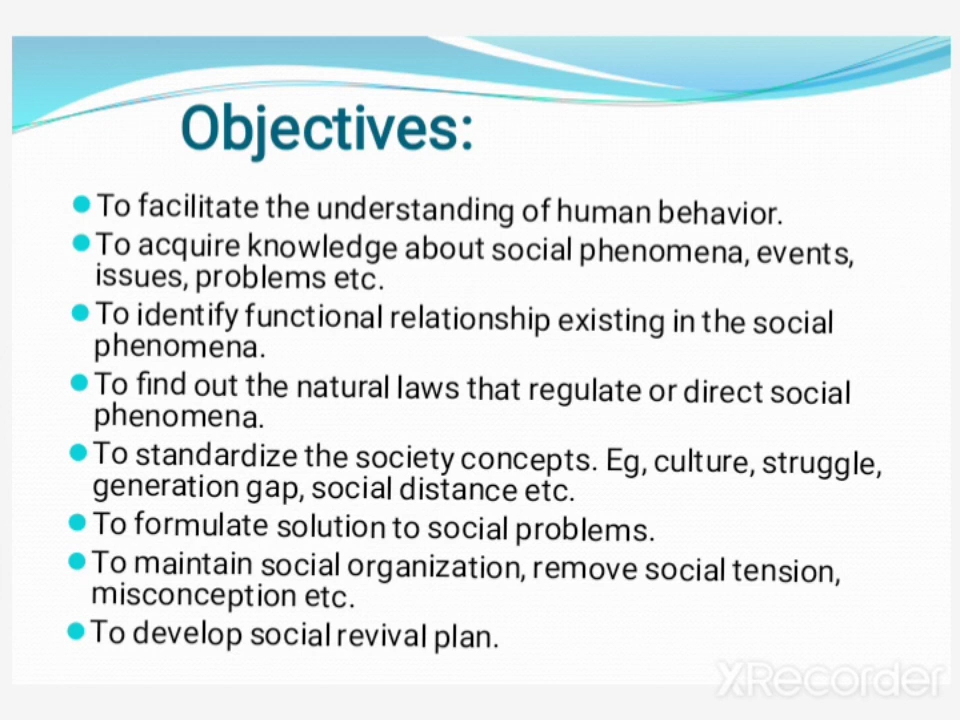 Objectives:
To facilitate the understanding of human behavior.
To acquire knowledge about social phenomena, events,
issues, problems etc.
To identify functional relationship existing in the social
phenomena.
To find out the natural laws that regulate or direct social
phenomena.
To standardize the society concepts. Eg, culture, struggle,
generation gap, social distance etc.
To formulate solution to social problems.
To maintain social organization, remove social tension,
misconception etc.
To develop social revival plan.
XRecorder